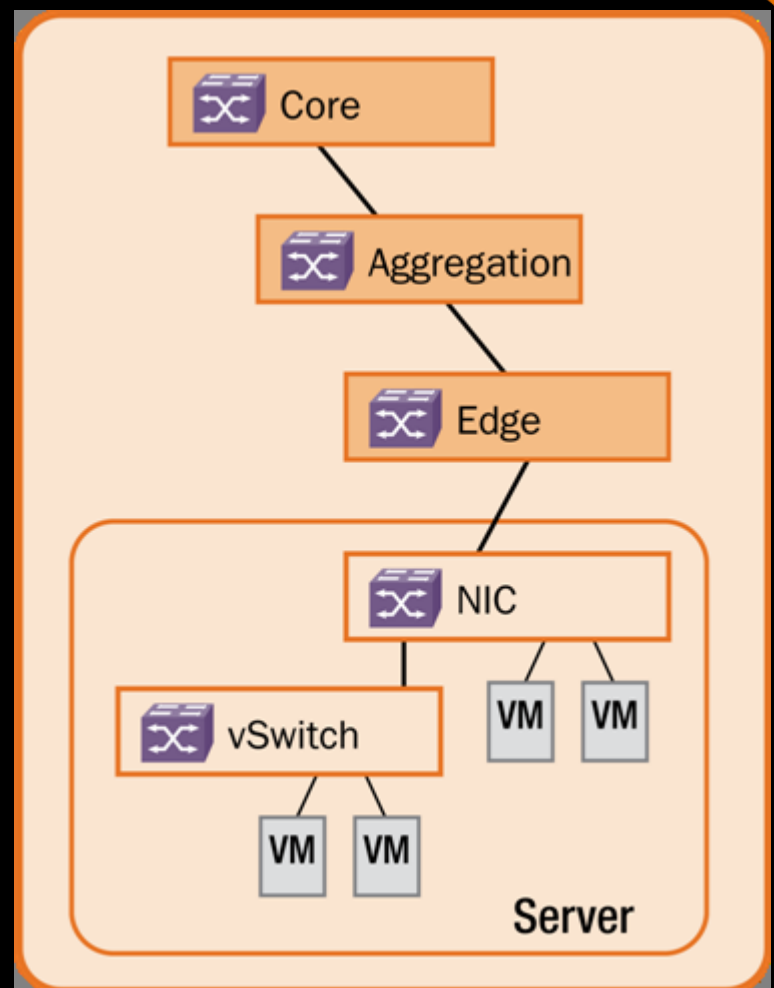 Core
Aggregation
Edge
NIC
VM VM
vSwitch
VM VM
Server